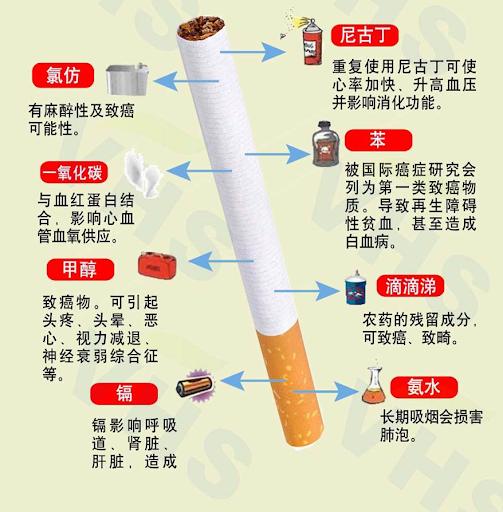 尼古丁
重复使用尼古丁可使
心率加快、升高血压
并影响消化功能。
氯仿
有麻醉性及致癌
可能性。
苯
被国际癌症研究会
列为第一类致癌物
质。导致再生障碍
性贫血，甚至造成
白血病。
一氧化碳
与血红蛋白结
合，影响心血
管血氧供应。
甲醇
致癌物。可引起
头疼、头晕、恶
心、视力减退、
神经衰弱综合征
等。
滴滴涕
农药的残留成分，
可致癌、致畸。
镉
镉影响呼吸
道、肾脏，
肝脏，造成
氨水
长期吸烟会损害
肺泡。
VHS
VHS
VHS